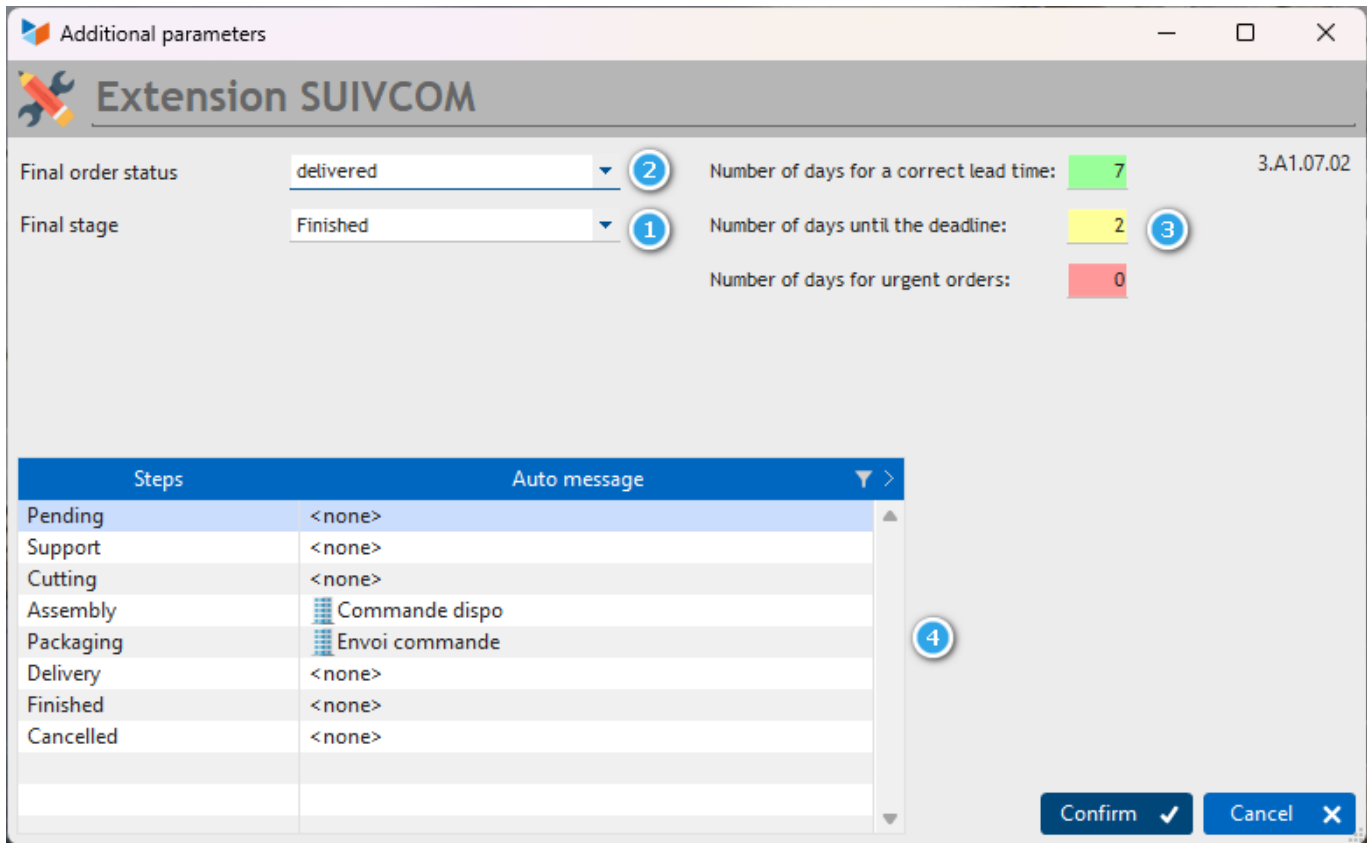 Additional parameters
Extension SUIVCOM
Final order status delivered 2 Number of days for a correct lead time: 7 3.A1.07.02
Final stage Finished 1 Number of days until the deadline: 2 3
Number of days for urgent orders: 0
Steps Auto message
Pending <none>
Support <none>
Cutting <none>
Assembly Commande dispo
Packaging Envoi commande
4
Delivery <none>
Finished <none>
Cancelled <none>
Confirm Cancel